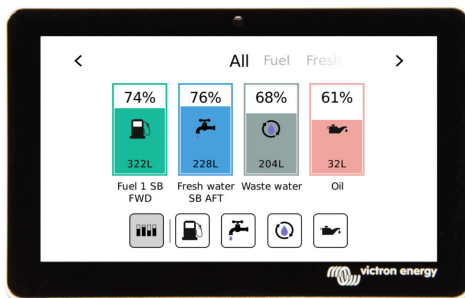 All Fuel Fresh
74% 76% 68% 61%
322L 228L 204L 32L
Fuel 1 SB Fresh water Waste water Oil
FWD SB AFT
victron energy